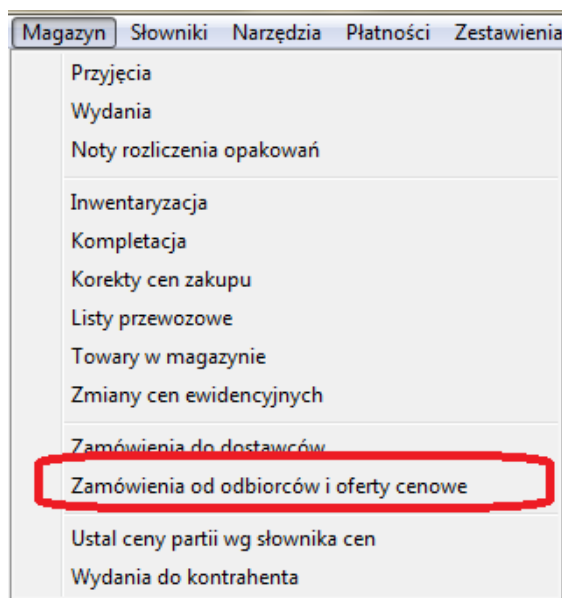 Magazyn Słowniki Narzędzia Płatności Zestawienia
Przyjęcia
Wydania
Noty rozliczenia opakowań
Inwentaryzacja
Kompletacja
Korekty cen zakupu
Listy przewozowe
Towary w magazynie
Zmiany cen ewidencyjnych
Zamówienia do dostawców
Zamówienia od odbiorców i oferty cenowe
Ustal ceny partii wg słownika cen
Wydania do kontrahenta